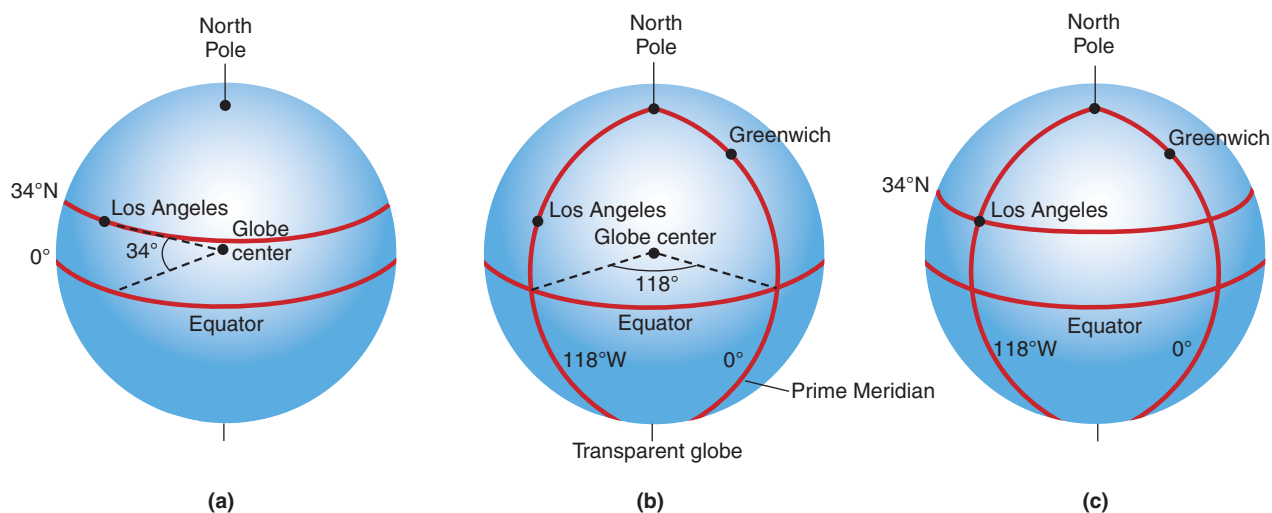 North
Pole
34°N
Los Angeles
Globe
center
34°
0°
Equator
(a)
North
Pole
Greenwich
Los Angeles
Globe center
118°
Equator
118°W
0°
Prime Meridian
Transparent globe
(b)
North
Pole
Greenwich
34°N
Los Angeles
Equator
118°W
0°
(c)